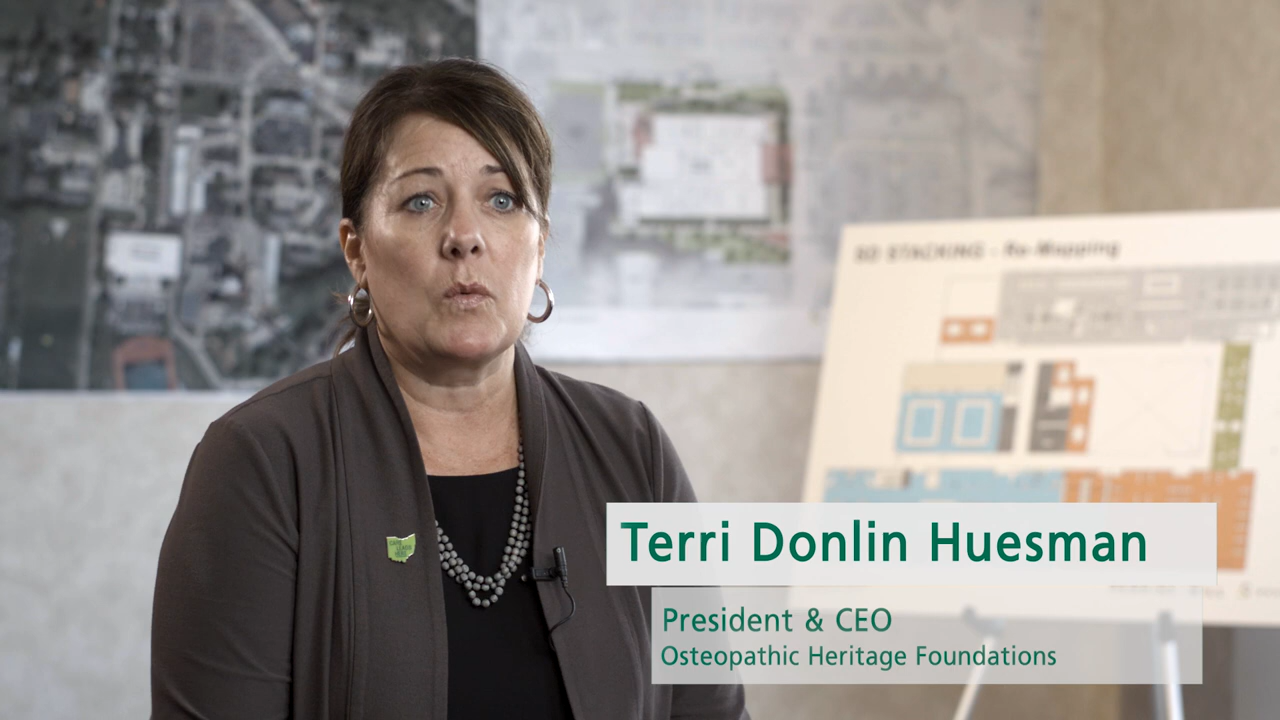 3D STACKING - Re-Mapping
Terri Donlin Huesman
President & CEO
Osteopathic Heritage Foundations